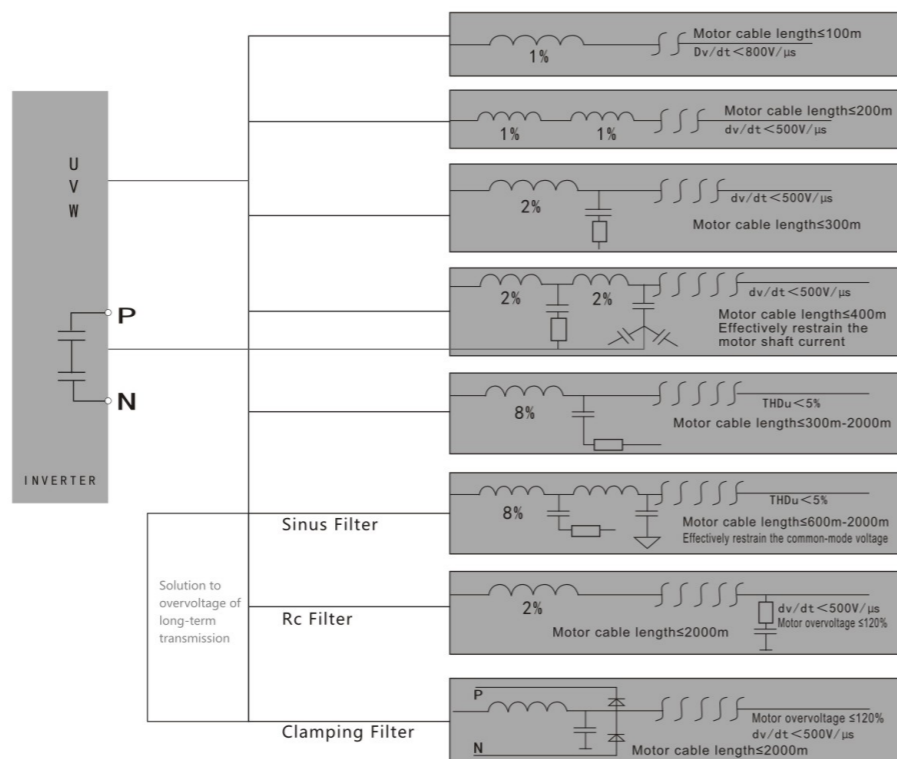 Motor cable length≤100m
1%
Dv/dt<800V/μs
Motor cable length≤200m
1%
1%
dv/dt<500V/μs
U
V
W
2%
dv/dt<500V/μs
Motor cable length≤300m
2%
2%
dv/dt<500V/μs
P
Motor cable length≤400m
Effectively restrain the
motor shaft current
N
8%
THDu<5%
Motor cable length≤300m-2000m
INVERTER
Sinus Filter
8%
THDu<5%
Motor cable length≤600m-2000m
Effectively restrain the common-mode voltage
Solution to
overvoltage of
long-term
transmission
Rc Filter
2%
dv/dt<500V/μs
Motor overvoltage ≤120%
Motor cable length≤2000m
Clamping Filter
P
N
Motor overvoltage ≤120%
dv/dt<500V/μs
Motor cable length≤2000m